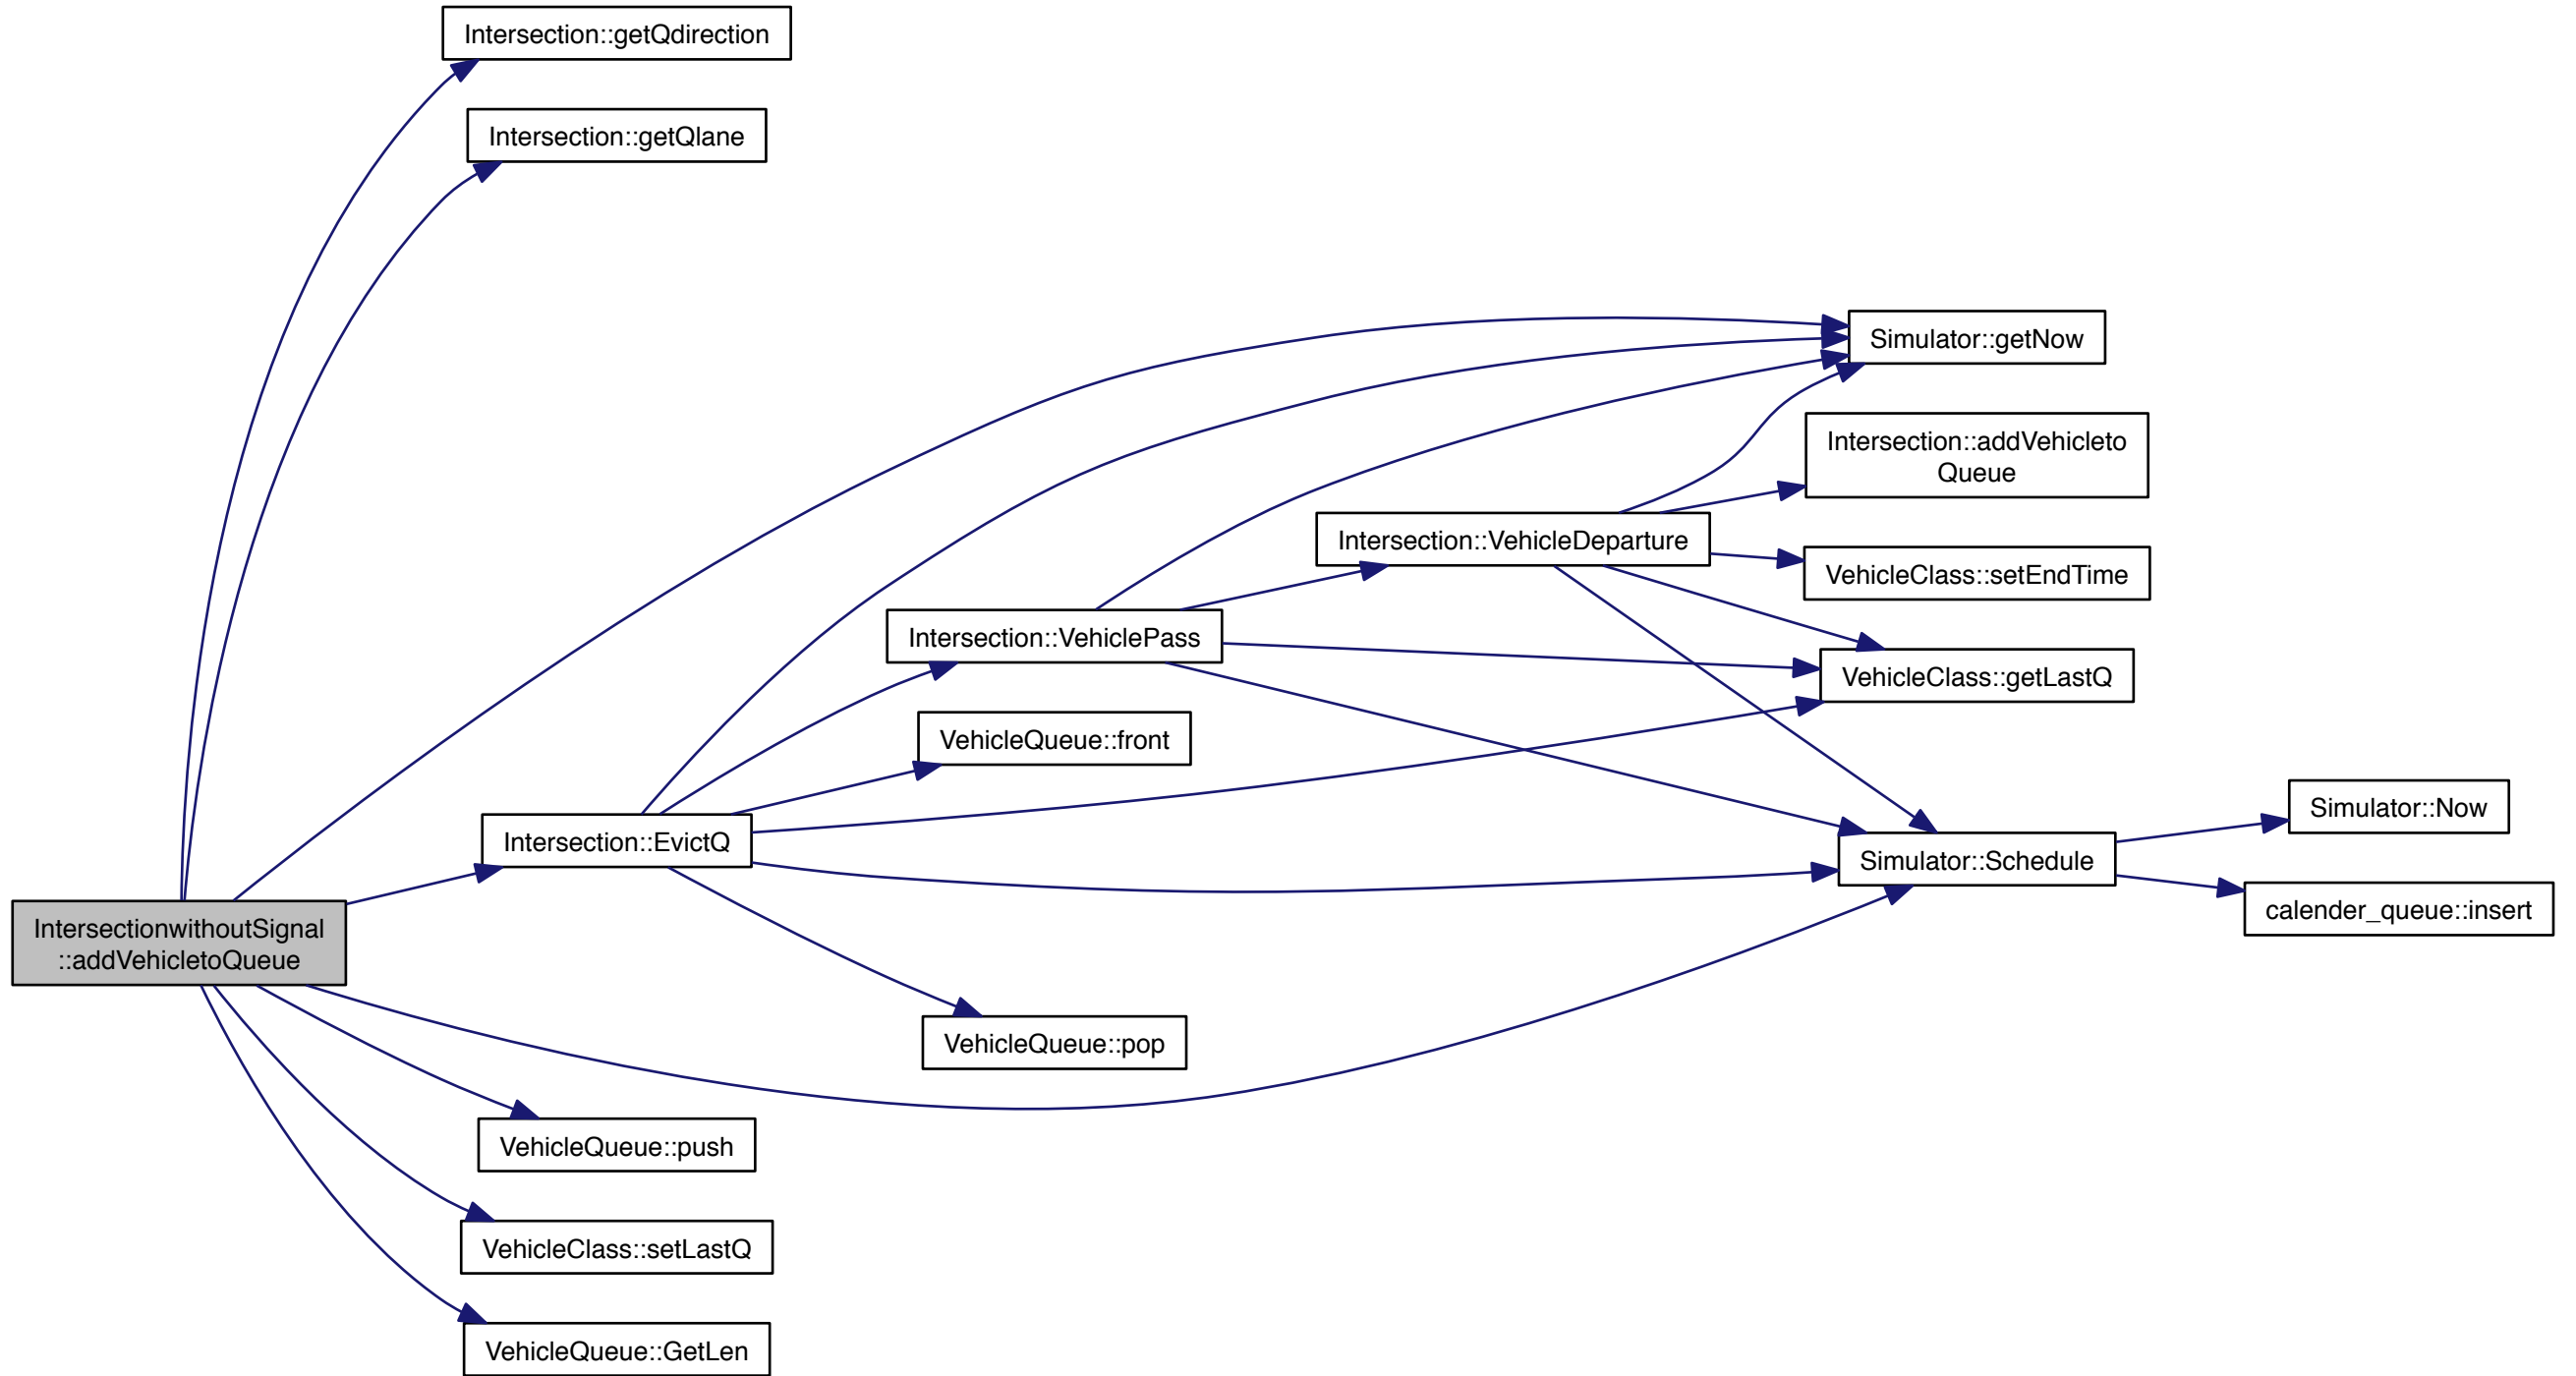 Intersection::getQdirection
Intersection::getQlane
Simulator::getNow
Intersection::addVehicleto
Queue
Intersection::VehicleDeparture
VehicleClass::setEndTime
Intersection::VehiclePass
VehicleClass::getLastQ
VehicleQueue::front
Simulator::Now
Intersection::EvictQ
Simulator::Schedule
calender_queue::insert
IntersectionwithoutSignal
::addVehicletoQueue
VehicleQueue::pop
VehicleQueue::push
VehicleClass::setLastQ
VehicleQueue::GetLen